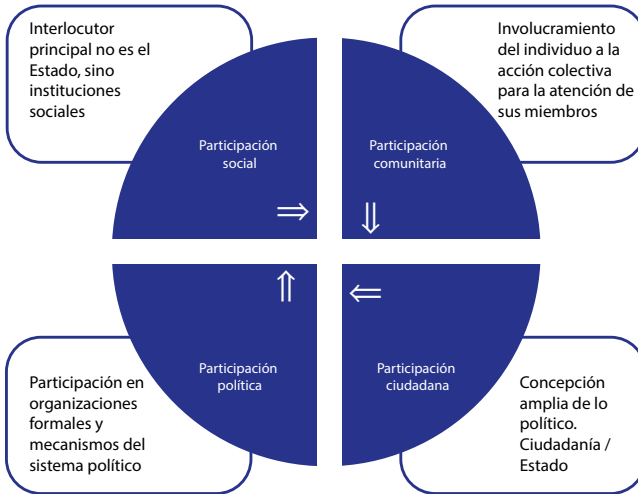 Interlocutor
principal no es el
Estado, sino
instituciones
sociales
Involucramiento
del individuo a la
acción colectiva
para la atención de
sus miembros
Participación
social
Participación
comunitaria
⇒
⇓
⇑
⇐
Participación
política
Participación
ciudadana
Participación en
organizaciones
formales y
mecanismos del
sistema político
Concepción
amplia de lo
político.
Ciudadanía /
Estado